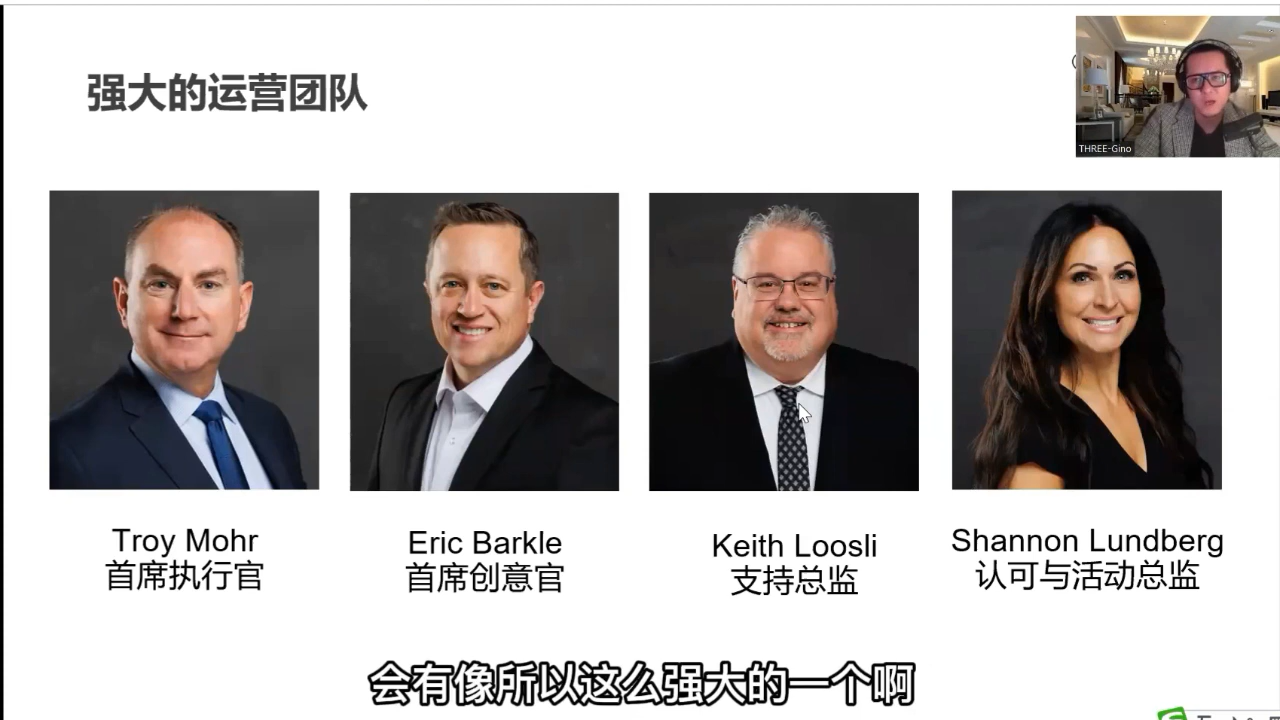 强大的运营团队
THREE-Gino
Troy Mohr
首席执行官
Eric Barkle
首席创意官
Keith Loosli
支持总监
Shannon Lundberg
认可与活动总监
会有像所以这么强大的一个啊